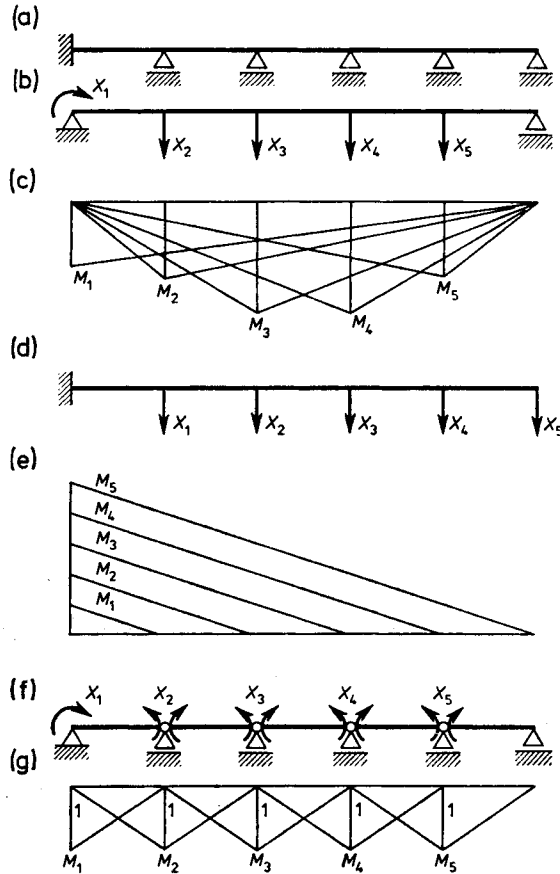 (a)
(b)
X1
X2 X3 X4 X5
(c)
M1 M2 M3 M4 M5
(d)
X1 X2 X3 X4 X5
(e)
M5
M4
M3
M2
M1
(f)
X1 X2 X3 X4 X5
(g)
1 1 1 1 1
M1 M2 M3 M4 M5